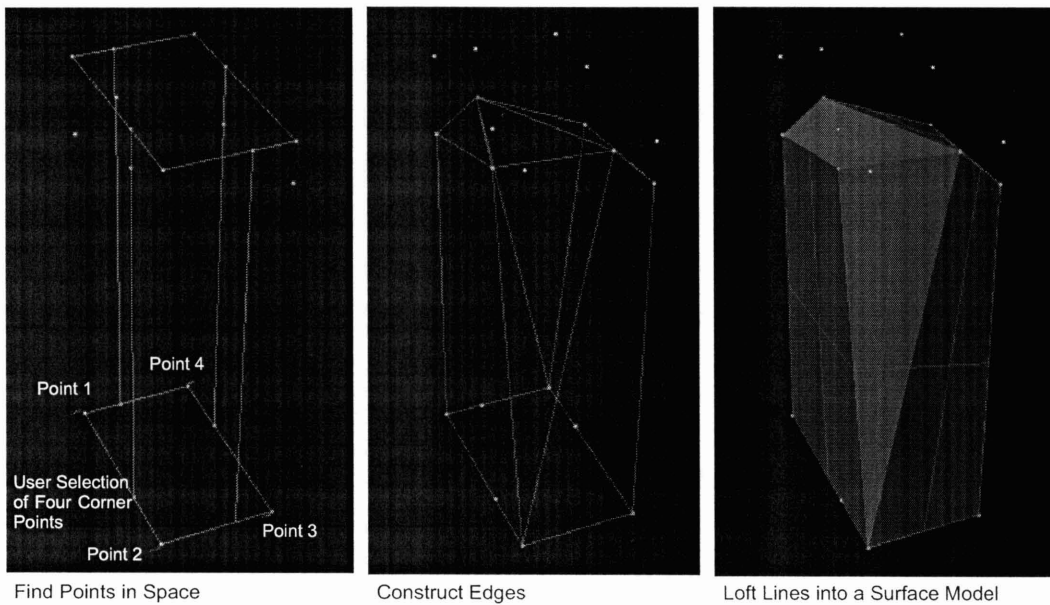 Point 4
Point 1
User Selection
of Four Corner
Points
Point 3
Point 2
Find Points in Space
Construct Edges
Loft Lines into a Surface Model